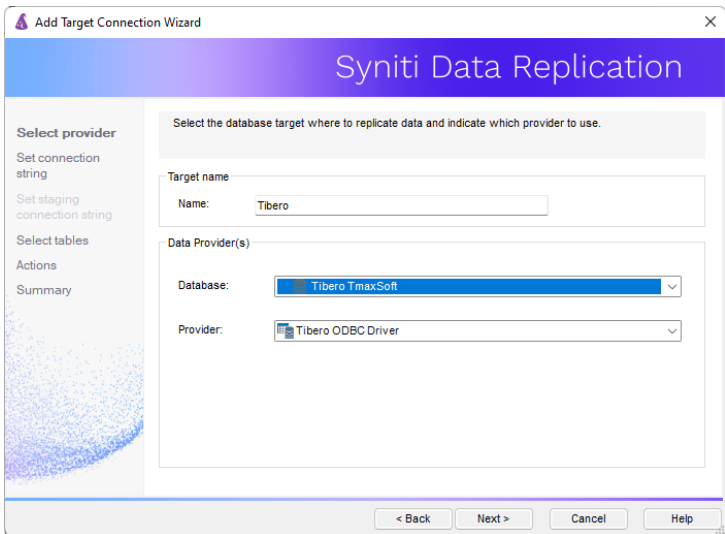 Add Target Connection Wizard
Syniti Data Replication
Select provider
Set connection
string
Set staging
connection string
Select tables
Actions
Summary
Select the database target where to replicate data and indicate which provider to use.
Target name
Name:
Tibero
Data Provider(s)
Database:
Tibero TmaxSoft
Provider:
Tibero ODBC Driver
< Back
Next >
Cancel
Help